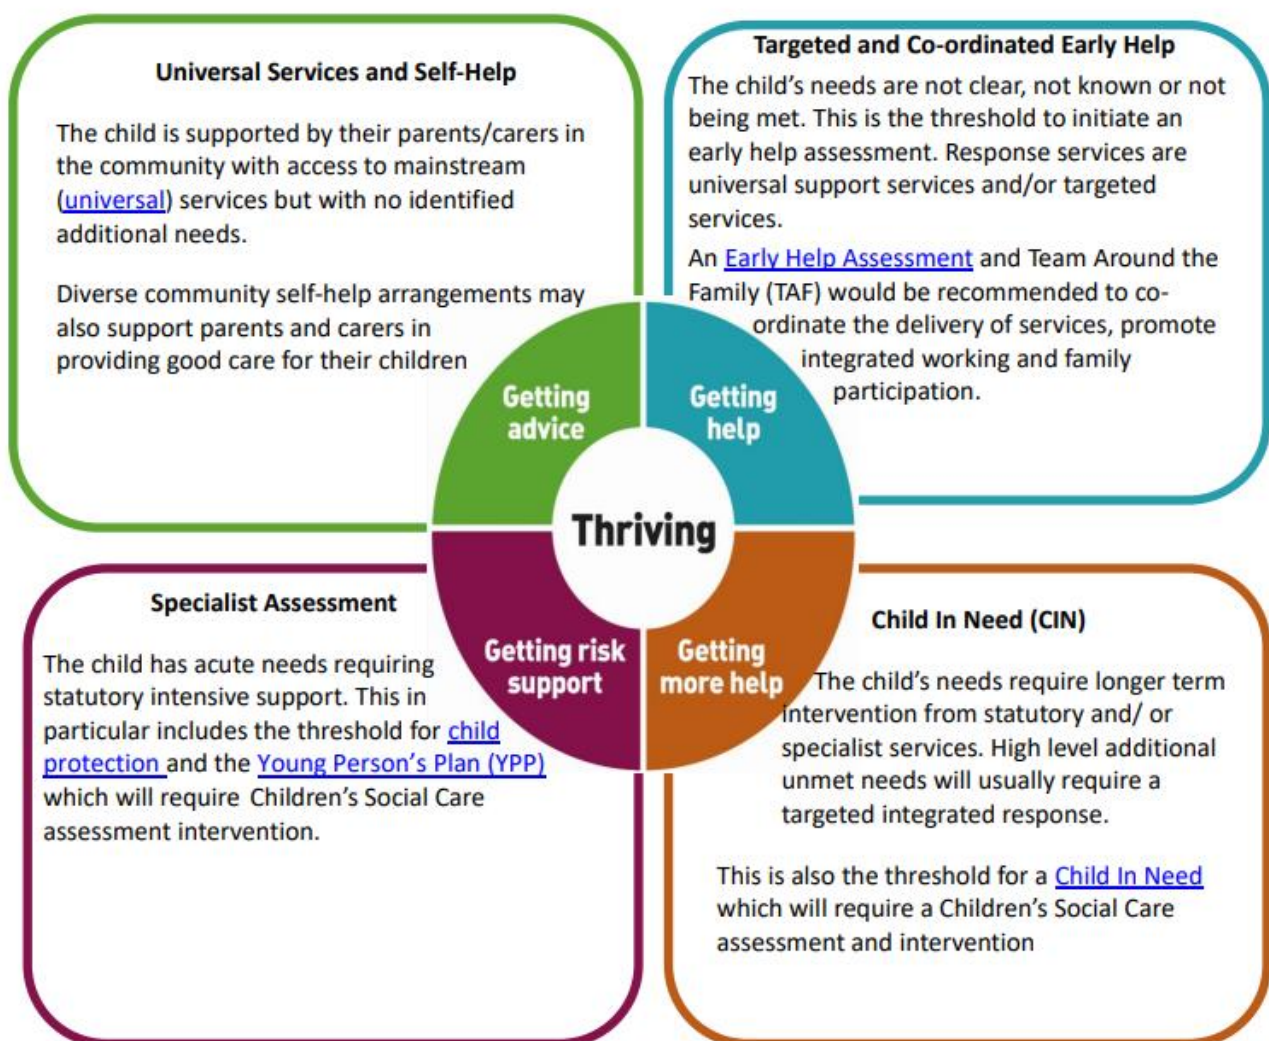 Universal Services and Self-Help
The child is supported by their parents/carers in
the community with access to mainstream
(universal) services but with no identified
additional needs.
Diverse community self-help arrangements may
also support parents and carers in
providing good care for their children
Targeted and Co-ordinated Early Help
The child’s needs are not clear, not known or not
being met. This is the threshold to initiate an
early help assessment. Response services are
universal support services and/or targeted
services.
An Early Help Assessment and Team Around the
Family (TAF) would be recommended to co-
ordinate the delivery of services, promote
integrated working and family
participation.
Getting
advice
Getting
help
Thriving
Getting risk
support
Getting
more help
Specialist Assessment
The child has acute needs requiring
statutory intensive support. This in
particular includes the threshold for child
protection and the Young Person’s Plan (YPP)
which will require Children’s Social Care
assessment intervention.
Child In Need (CIN)
The child’s needs require longer term
intervention from statutory and/ or
specialist services. High level additional
unmet needs will usually require a
targeted integrated response.
This is also the threshold for a Child In Need
which will require a Children’s Social Care
assessment and intervention